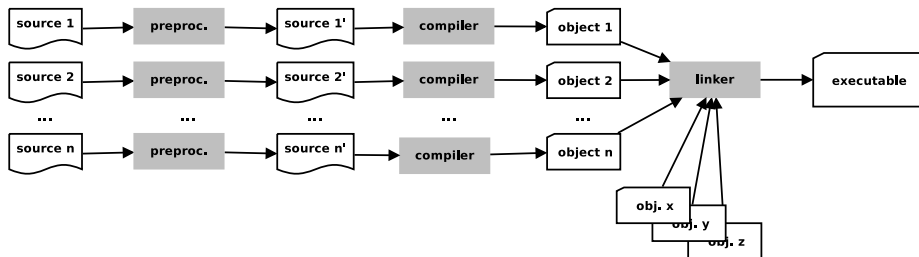 source 1 preproc. source 1' compiler object 1
source 2 preproc. source 2' compiler object 2 linker executable
... ... ... ... ...
source n preproc. source n' compiler object n
obj. x
obj. y
obj. z